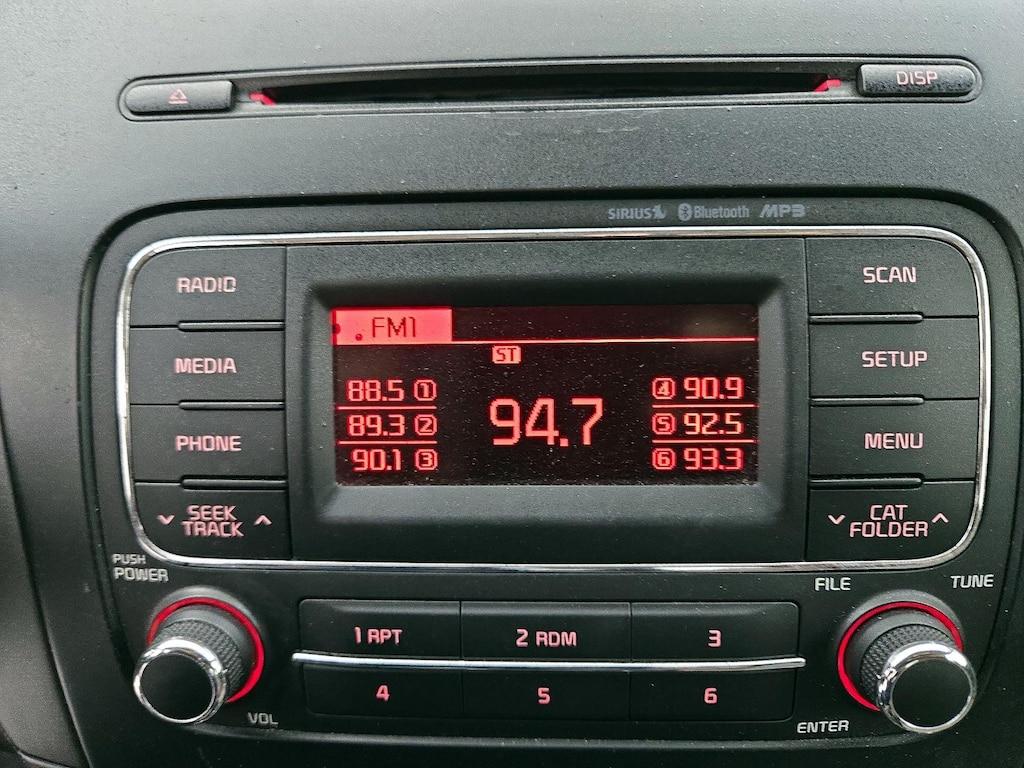 DISP
SIRIUS Bluetooth MP3
RADIO
MEDIA
PHONE
SEEK
TRACK
FM1
ST
88.5 1
89.3 2
90.1 3
94.7
4 90.9
5 92.5
6 93.3
SCAN
SETUP
MENU
CAT
FOLDER
PUSH
POWER
VOL
1 RPT
2 RDM
3
4
5
6
FILE
TUNE
ENTER